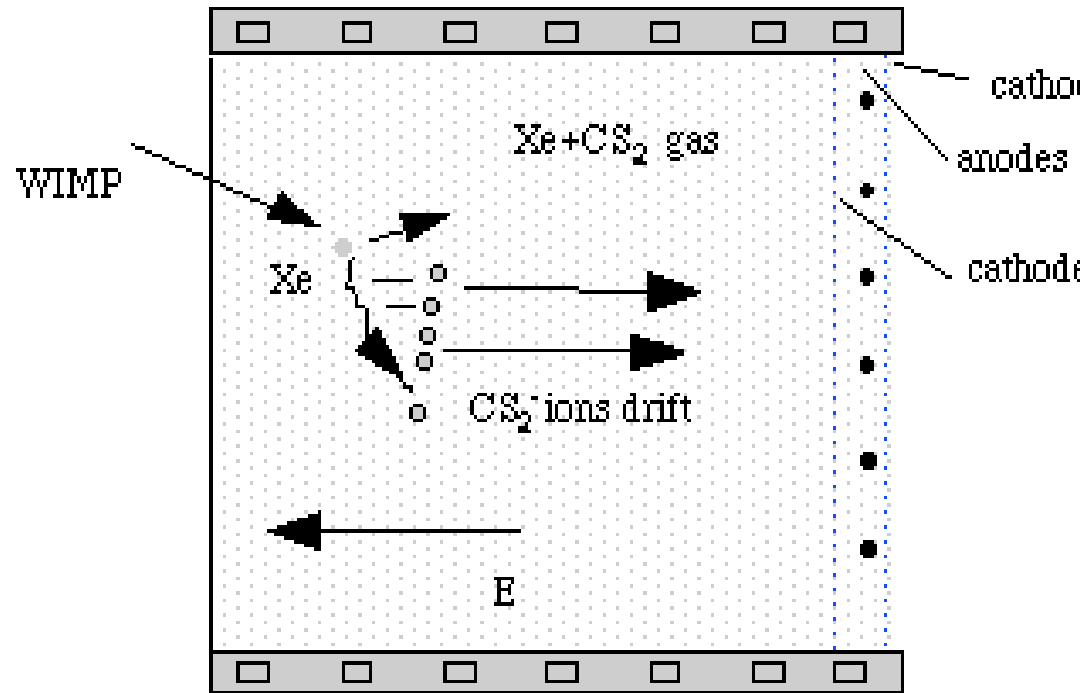 Xe+CS₂ gas
anodes
WIMP
Xe
CS₂⁻ ions drift
E